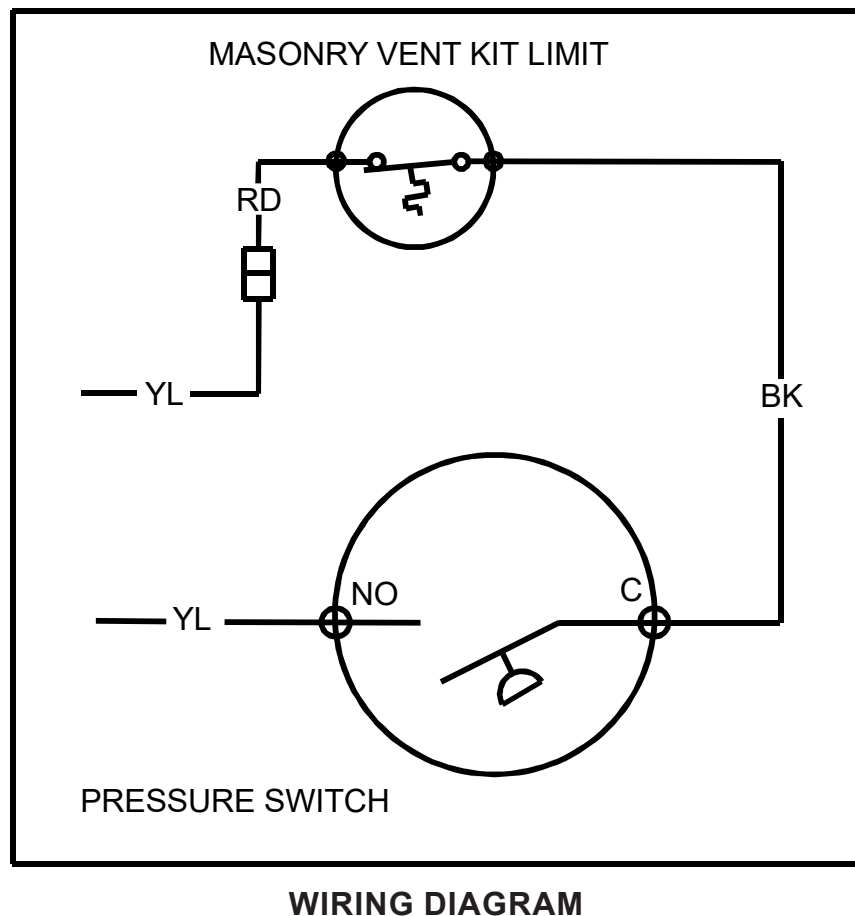 MASONRY VENT KIT LIMIT
RD
YL
BK
NO
C
YL
PRESSURE SWITCH
WIRING DIAGRAM